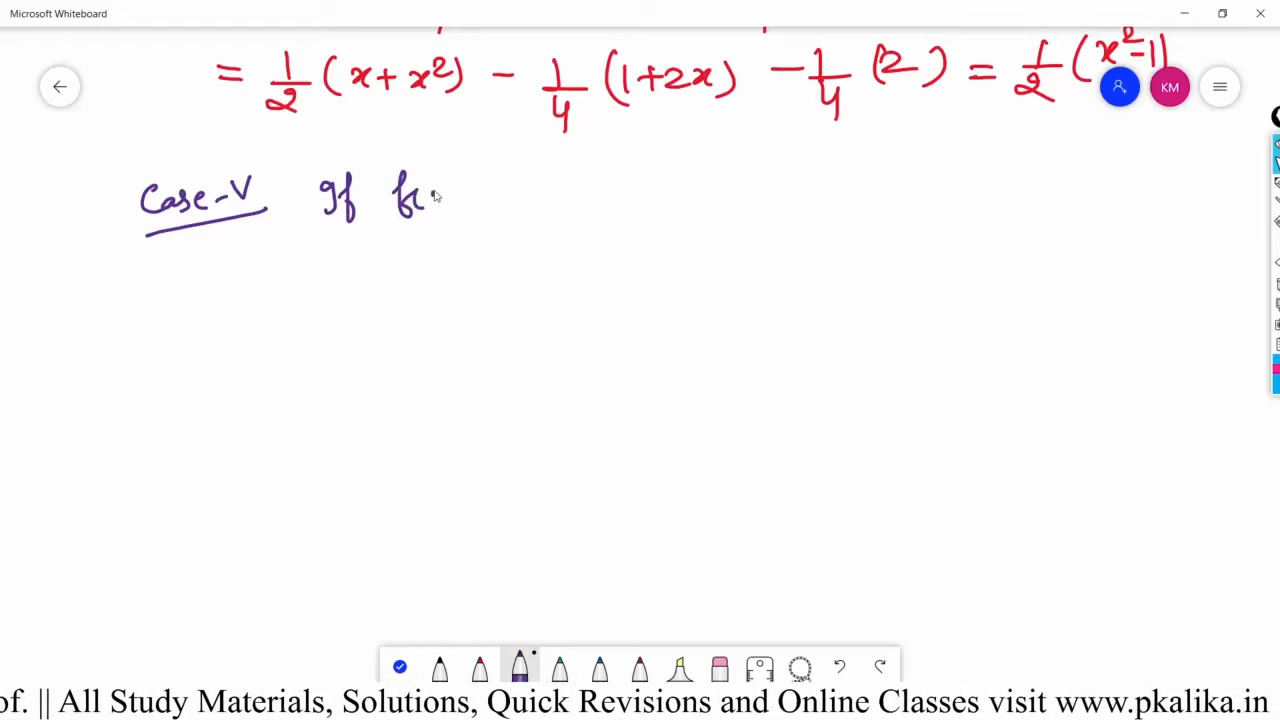 Microsoft Whiteboard
= 1/2 (x+x²) - 1/4 (1+2x) - 1/4 (2) = 1/2 (x²-1)
KM
Case-V If f(
of. || All Study Materials, Solutions, Quick Revisions and Online Classes visit www.pkalika.in